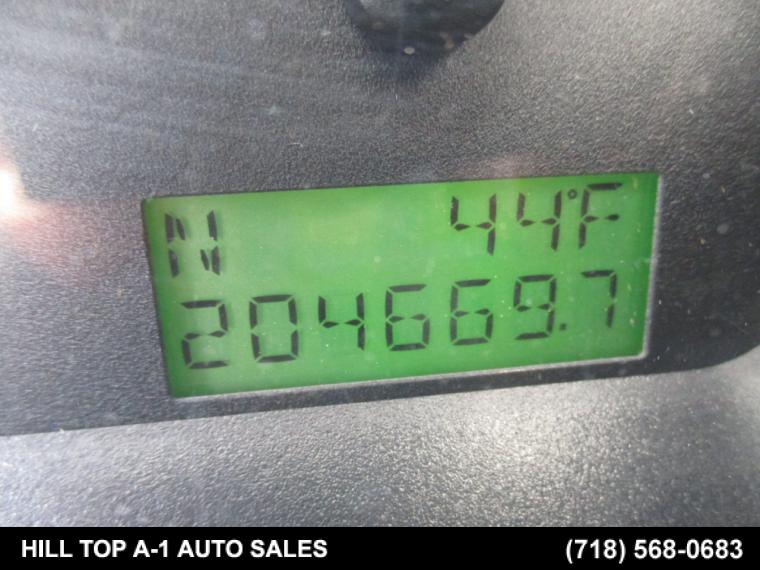 N 44°F
204669.7
HILL TOP A-1 AUTO SALES (718) 568-0683